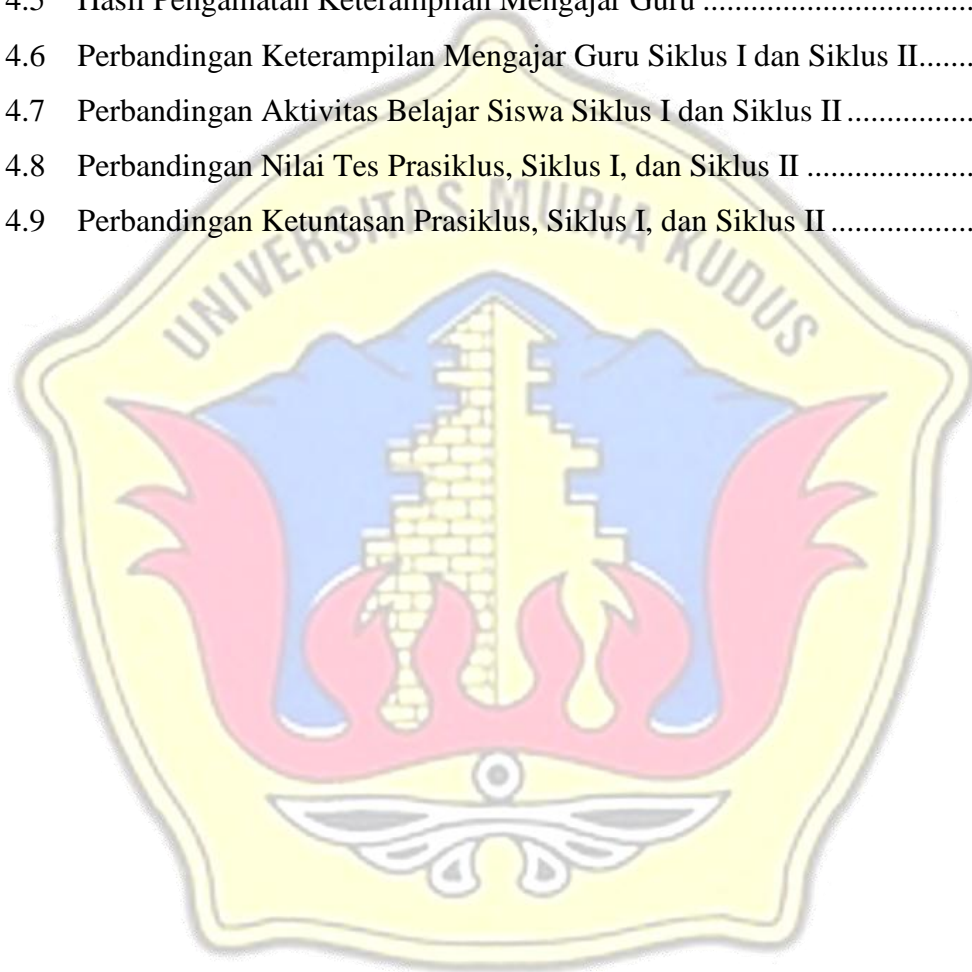 4.5 Hasil Pengamatan Keterampilan Mengajar Guru ..................................
4.6 Perbandingan Keterampilan Mengajar Guru Siklus I dan Siklus II.......
4.7 Perbandingan Aktivitas Belajar Siswa Siklus I dan Siklus II ................
4.8 Perbandingan Nilai Tes Prasiklus, Siklus I, dan Siklus II .....................
4.9 Perbandingan Ketuntasan Prasiklus, Siklus I, dan Siklus II ..................
UNIVERSITAS MURIA KUDUS